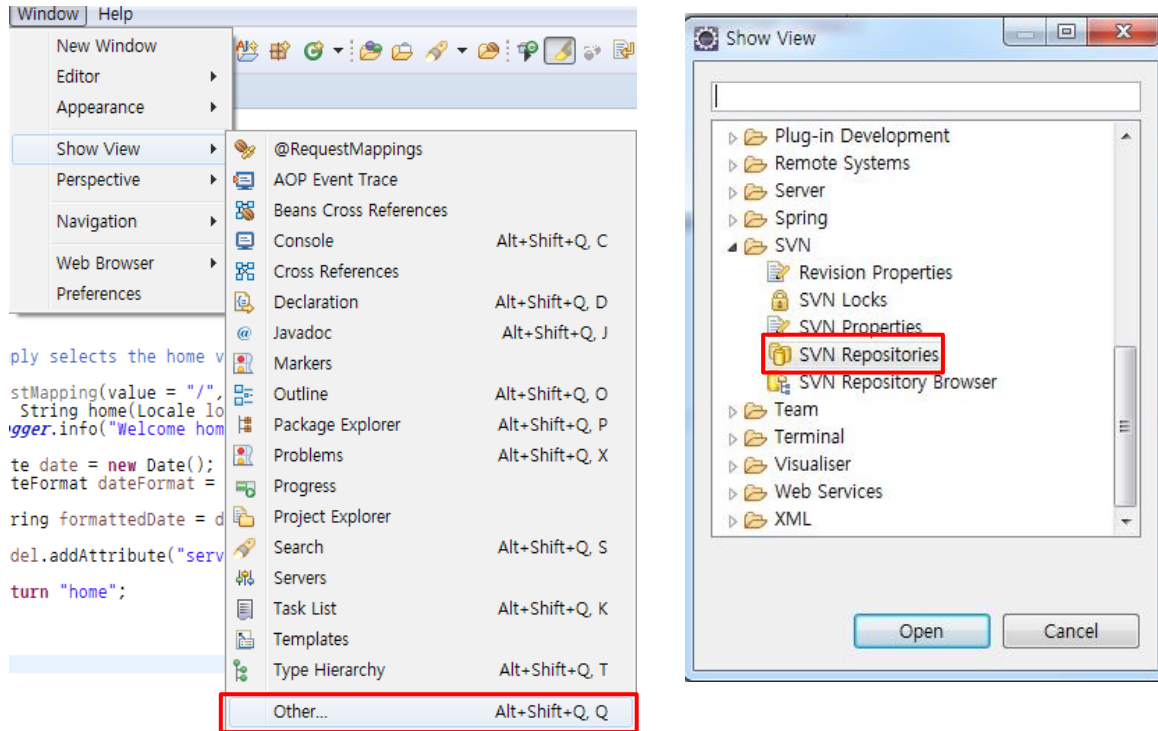 Window Help
New Window
Editor
Appearance
Show View
Perspective
Navigation
Web Browser
Preferences
@RequestMappings
AOP Event Trace
Beans Cross References
Console Alt+Shift+Q, C
Cross References
Declaration Alt+Shift+Q, D
Javadoc Alt+Shift+Q, J
Markers
Outline Alt+Shift+Q, O
Package Explorer Alt+Shift+Q, P
Problems Alt+Shift+Q, X
Progress
Project Explorer
Search Alt+Shift+Q, S
Servers
Task List Alt+Shift+Q, K
Templates
Type Hierarchy Alt+Shift+Q, T
Other... Alt+Shift+Q, Q
ply selects the home v
stMapping(value = "/",
String home(Locale lo
gger.info("Welcome hom
te date = new Date();
teFormat dateFormat =
ring formattedDate = d
del.addAttribute("serv
turn "home";
Show View
Plug-in Development
Remote Systems
Server
Spring
SVN
Revision Properties
SVN Locks
SVN Properties
SVN Repositories
SVN Repository Browser
Team
Terminal
Visualiser
Web Services
XML
Open Cancel